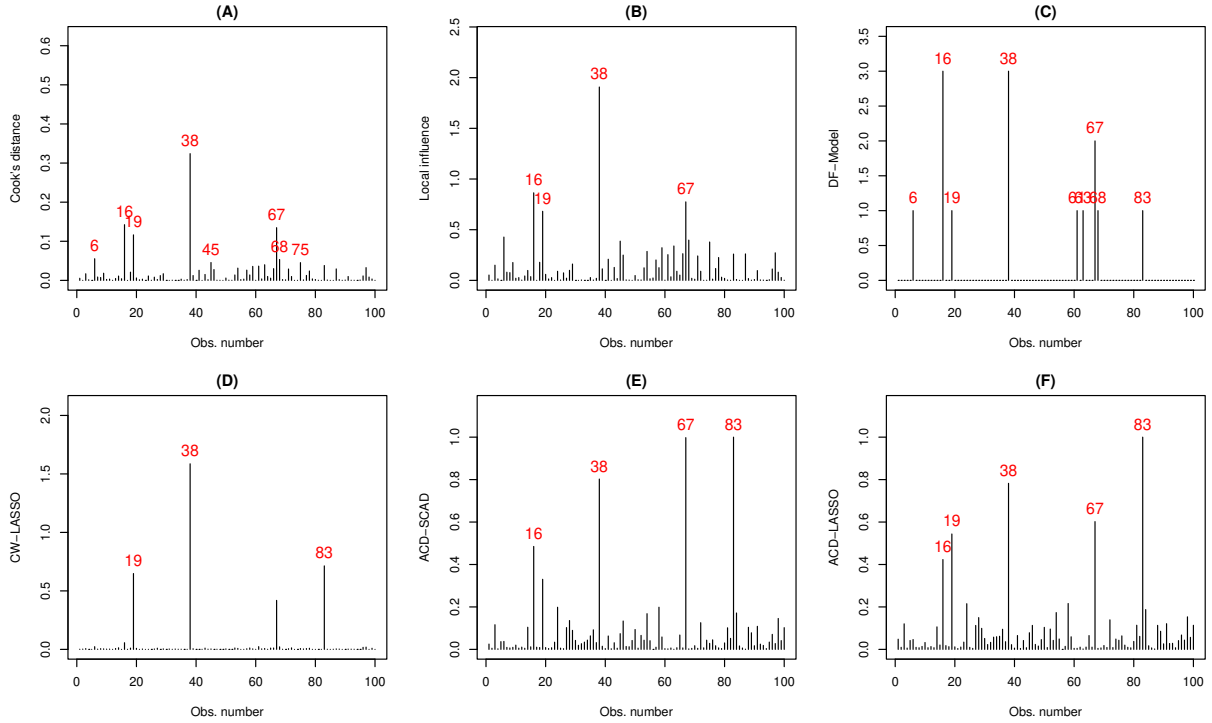 (A)
Cook's distance
0.0 0.1 0.2 0.3 0.4 0.5 0.6
6 16 19 38 45 67 68 75
0 20 40 60 80 100
Obs. number
(B)
Local influence
0.0 0.5 1.0 1.5 2.0 2.5
16 19 38 67
0 20 40 60 80 100
Obs. number
(C)
DF−Model
0.0 0.5 1.0 1.5 2.0 2.5 3.0 3.5
6 16 19 38 61 63 67 68 83
0 20 40 60 80 100
Obs. number
(D)
CW−LASSO
0.0 0.5 1.0 1.5 2.0
19 38 83
0 20 40 60 80 100
Obs. number
(E)
ACD−SCAD
0.0 0.2 0.4 0.6 0.8 1.0
16 38 67 83
0 20 40 60 80 100
Obs. number
(F)
ACD−LASSO
0.0 0.2 0.4 0.6 0.8 1.0
16 19 38 67 83
0 20 40 60 80 100
Obs. number